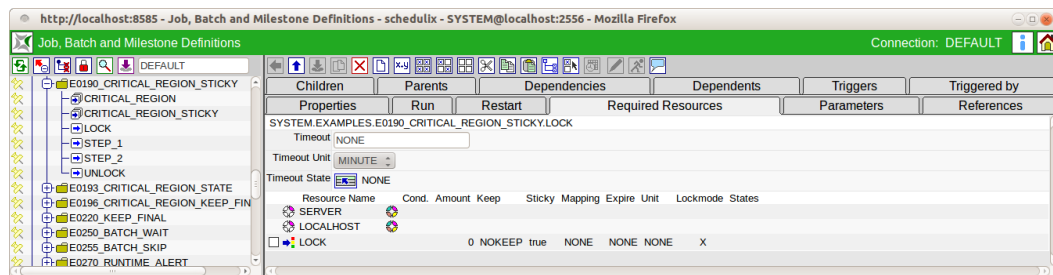 http://localhost:8585 - Job, Batch and Milestone Definitions - schedulix - SYSTEM@localhost:2556 - Mozilla Firefox
Job, Batch and Milestone Definitions
Connection: DEFAULT
DEFAULT
E0190_CRITICAL_REGION_STICKY
CRITICAL_REGION
CRITICAL_REGION_STICKY
LOCK
STEP_1
STEP_2
UNLOCK
E0193_CRITICAL_REGION_STATE
E0196_CRITICAL_REGION_KEEP_FIN
E0220_KEEP_FINAL
E0250_BATCH_WAIT
E0255_BATCH_SKIP
E0270_RUNTIME_ALERT
Children Parents Dependencies Dependents Triggers Triggered by
Properties Run Restart Required Resources Parameters References
SYSTEM.EXAMPLES.E0190_CRITICAL_REGION_STICKY.LOCK
Timeout NONE
Timeout Unit MINUTE
Timeout State NONE
Resource Name Cond. Amount Keep Sticky Mapping Expire Unit Lockmode States
SERVER
LOCALHOST
LOCK 0 NOKEEP true NONE NONE NONE X